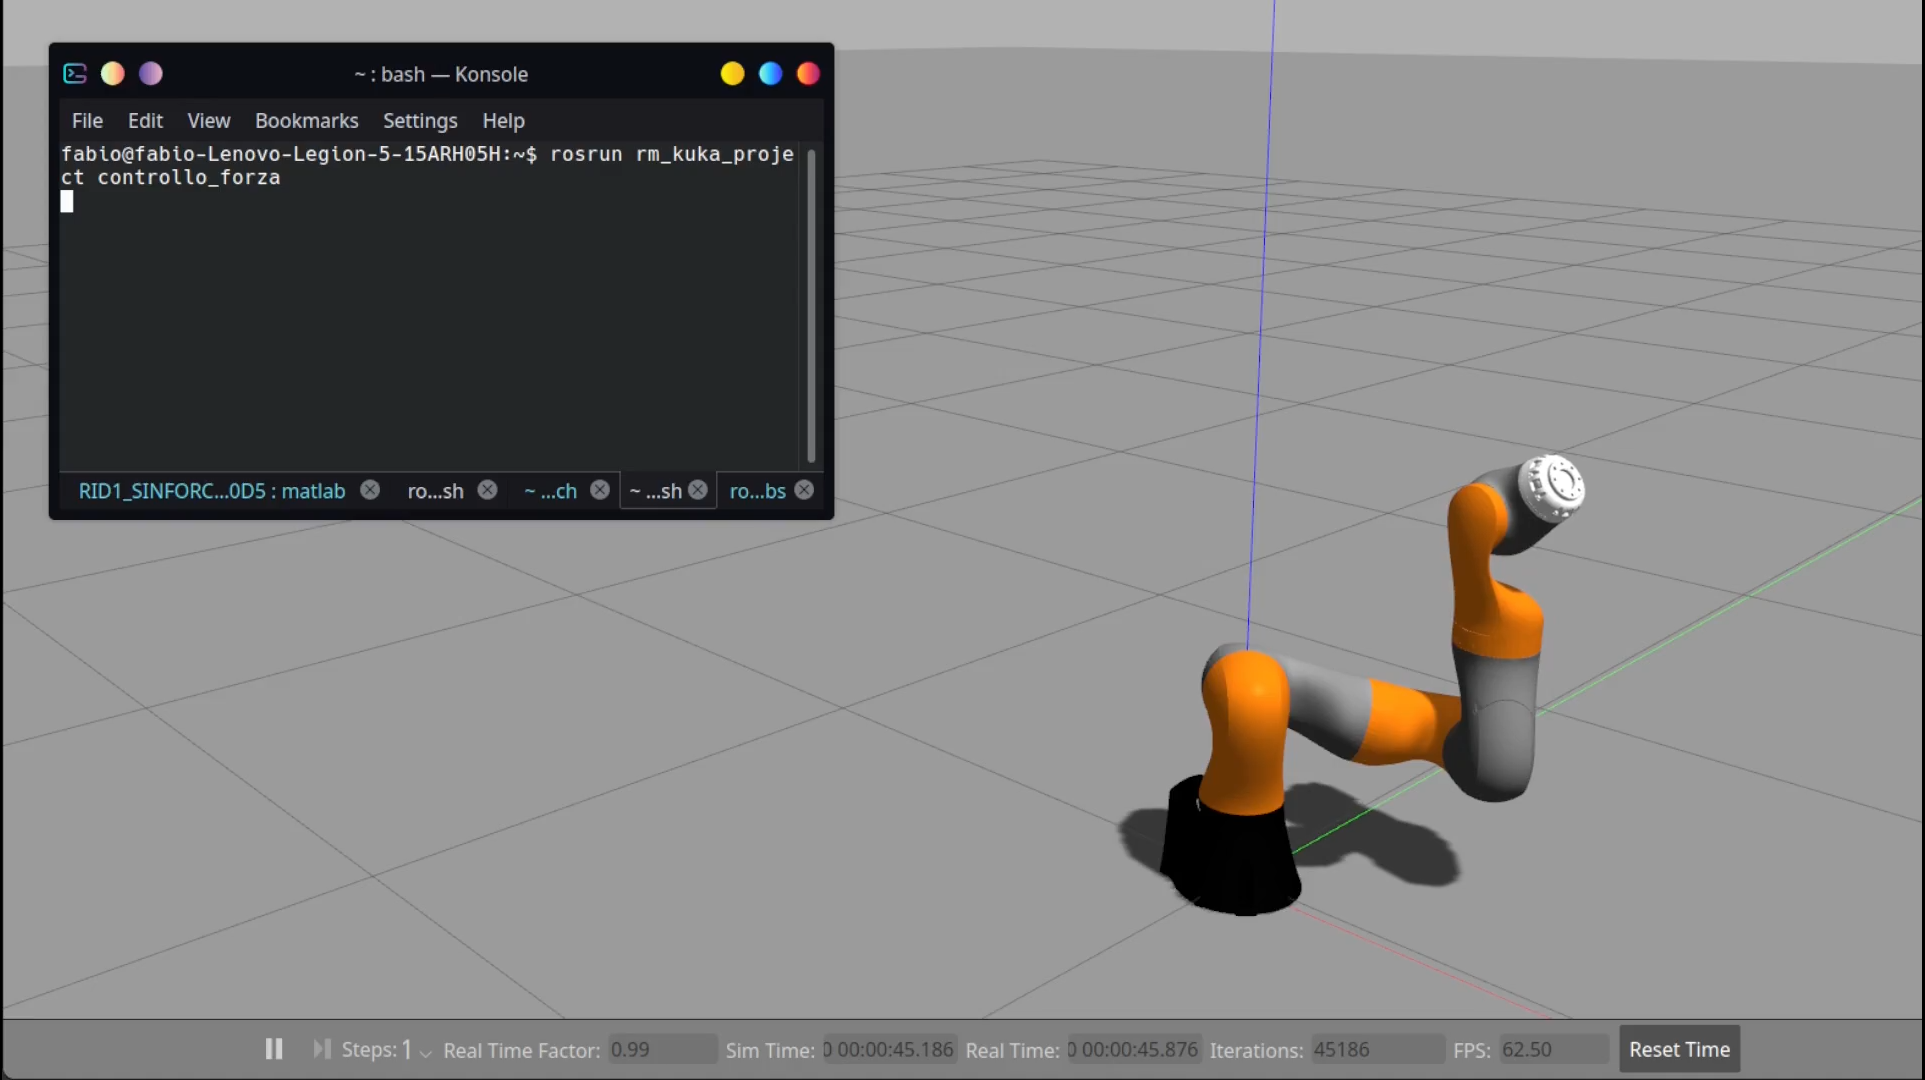 ~ : bash — Konsole
File Edit View Bookmarks Settings Help
fabio@fabio-Lenovo-Legion-5-15ARH05H:~$ rosrun rm_kuka_proje
ct controllo_forza
RID1_SINFORC...0D5 : matlab ro...sh ~ ...ch ~ ...sh ro...bs
Steps: 1 Real Time Factor: 0.99 Sim Time: 0 00:00:45.186 Real Time: 0 00:00:45.876 Iterations: 45186 FPS: 62.50 Reset Time